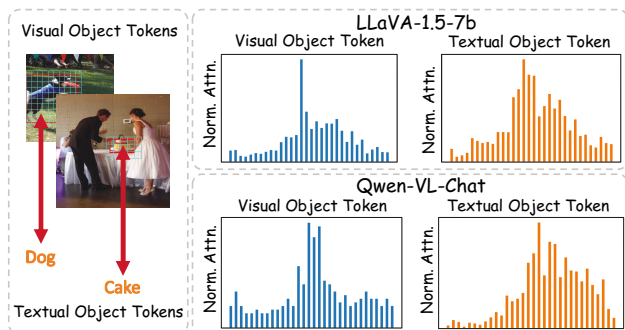 Visual Object Tokens
Dog
Cake
Textual Object Tokens
LLaVA-1.5-7b
Visual Object Token
Norm. Attn.
Textual Object Token
Norm. Attn.
Qwen-VL-Chat
Visual Object Token
Norm. Attn.
Textual Object Token
Norm. Attn.